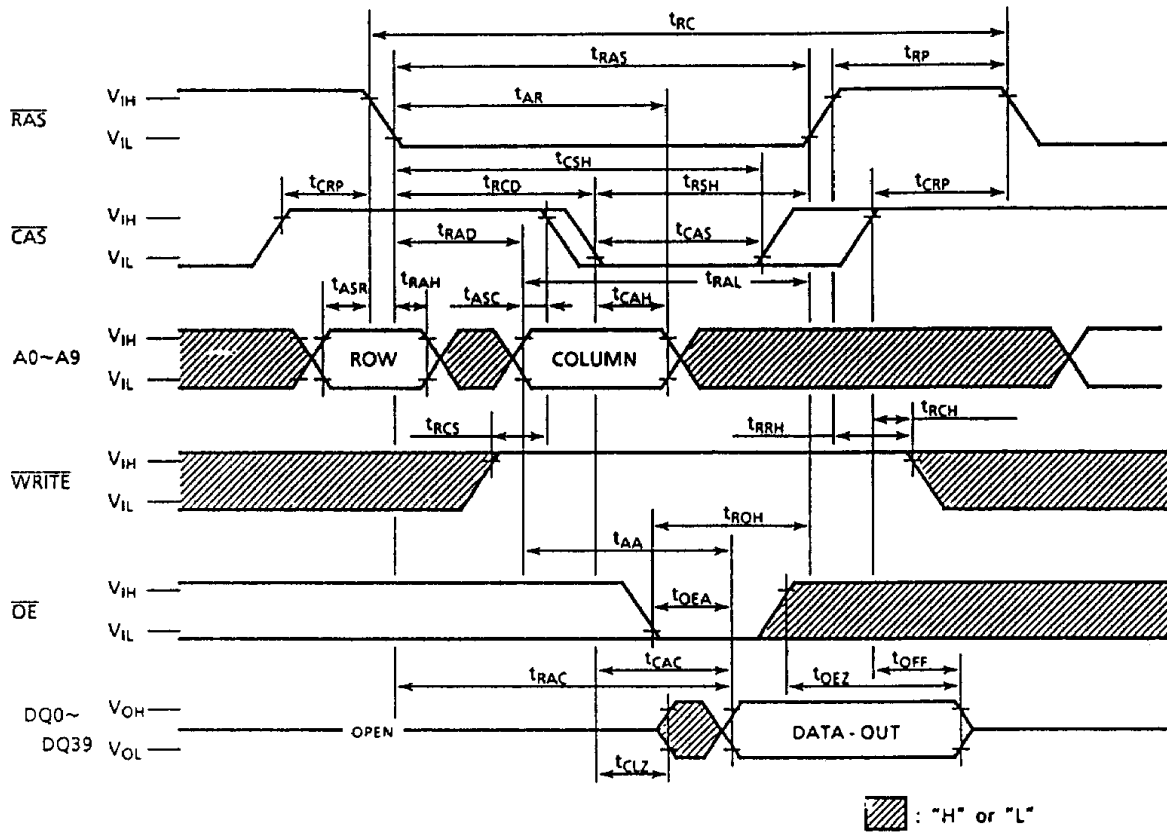 tRC
tRAS tRP
tAR
RAS VIH
VIL
tCSH
tCRP tRCD tRSH tCRP
CAS VIH
VIL
tRAD tCAS
tRAL
tASR tRAH tASC tCAH
A0~A9 VIH
VIL
ROW COLUMN
tRCS tRRH tRCH
WRITE VIH
VIL
tROH
tAA
OE VIH
VIL
tOEA
tCAC tOFF
tRAC tOEZ
DQ0~
DQ39 VOH
VOL
OPEN DATA - OUT
tCLZ
: "H" or "L"